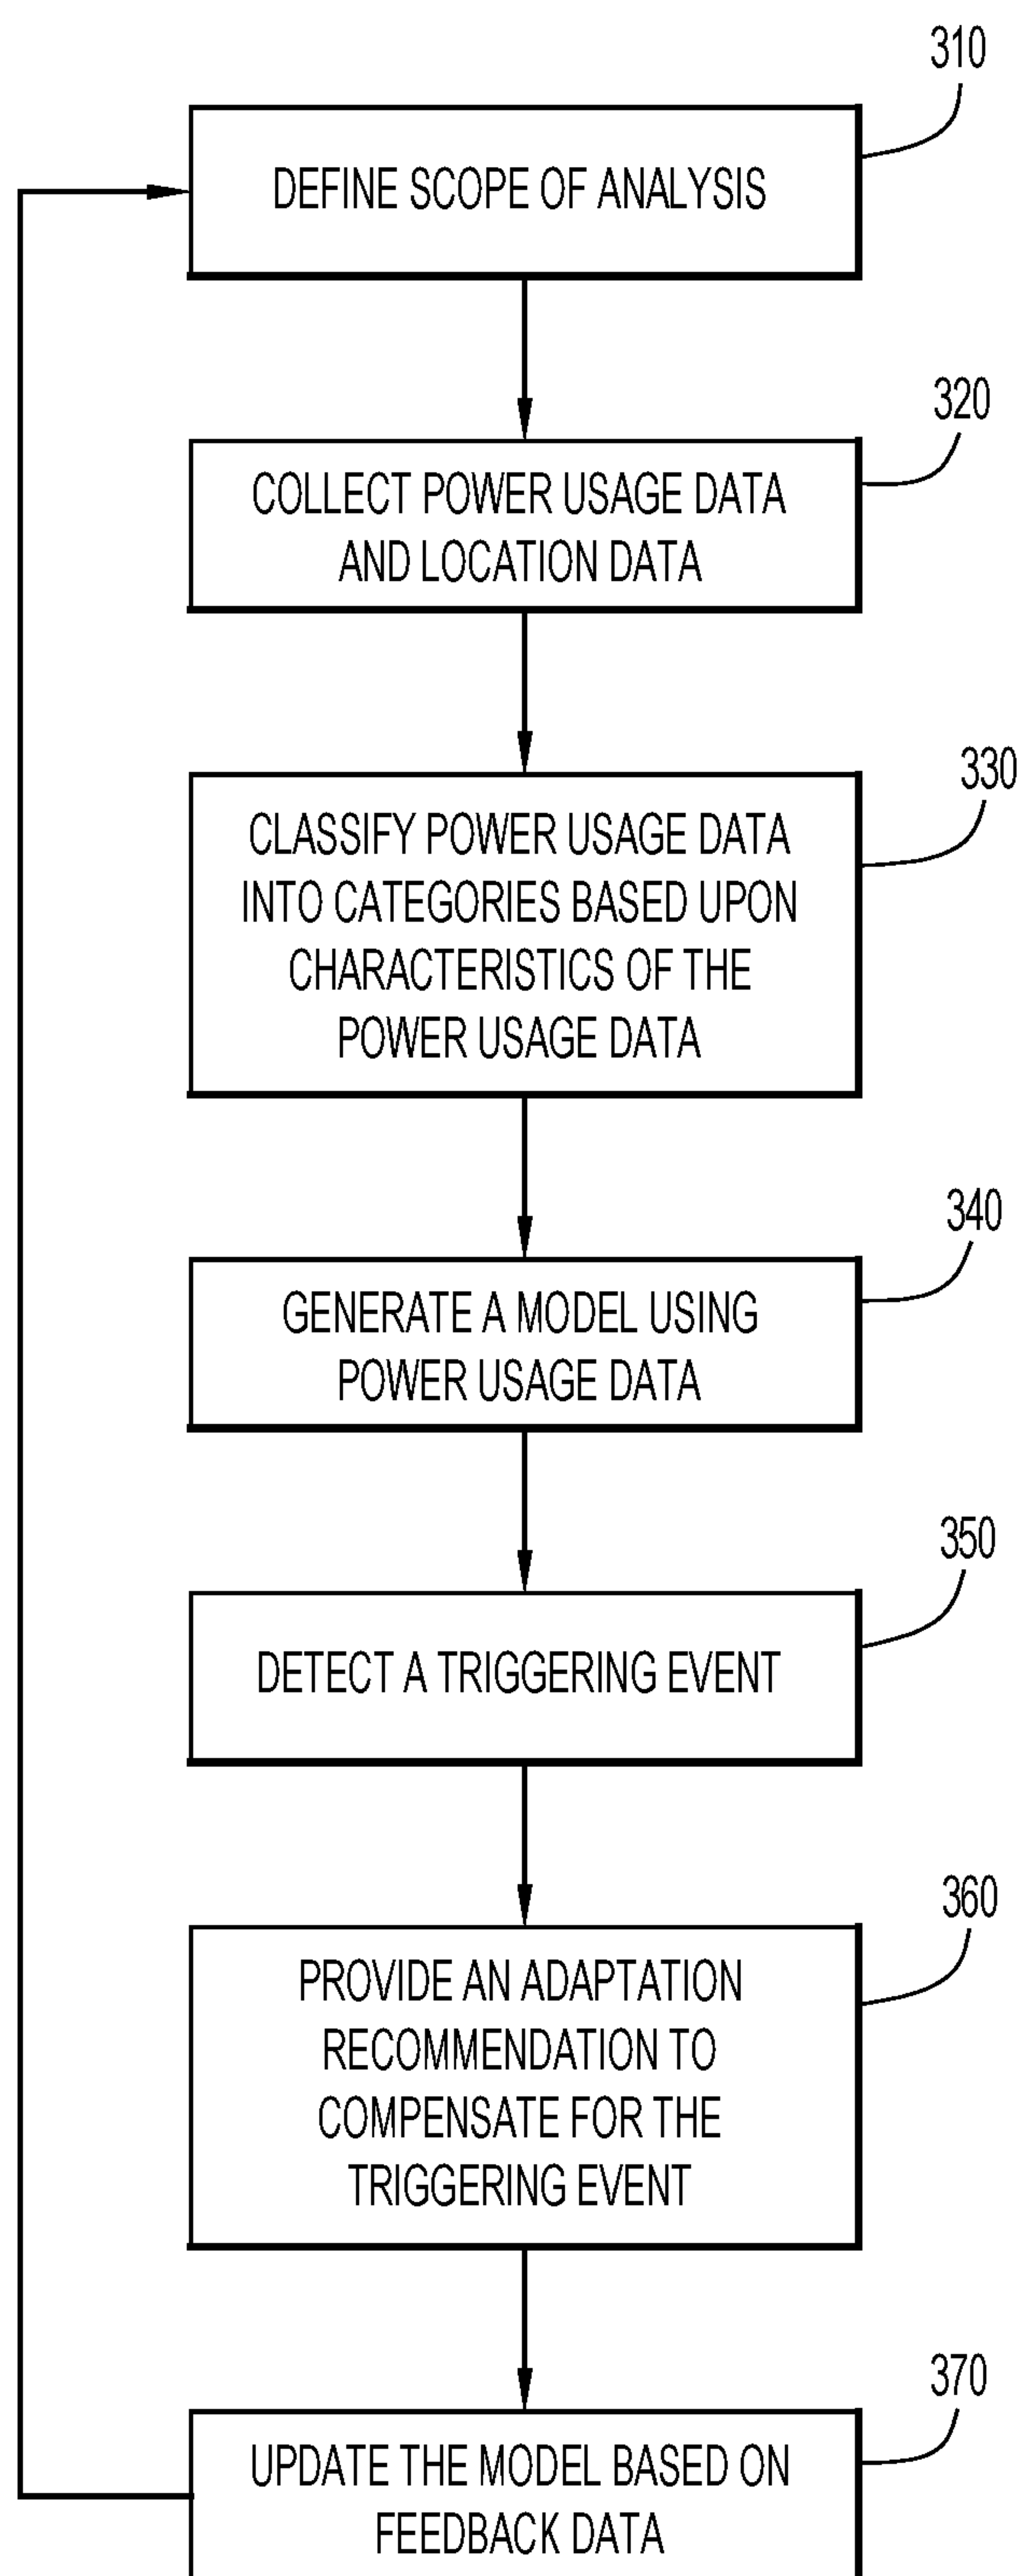 310
DEFINE SCOPE OF ANALYSIS
320
COLLECT POWER USAGE DATA
AND LOCATION DATA
330
CLASSIFY POWER USAGE DATA
INTO CATEGORIES BASED UPON
CHARACTERISTICS OF THE
POWER USAGE DATA
340
GENERATE A MODEL USING
POWER USAGE DATA
350
DETECT A TRIGGERING EVENT
360
PROVIDE AN ADAPTATION
RECOMMENDATION TO
COMPENSATE FOR THE
TRIGGERING EVENT
370
UPDATE THE MODEL BASED ON
FEEDBACK DATA